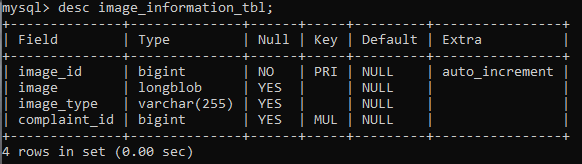 mysql> desc image_information_tbl;
+--------------+--------------+------+-----+---------+----------------+
| Field        | Type         | Null | Key | Default | Extra          |
+--------------+--------------+------+-----+---------+----------------+
| image_id     | bigint       | NO   | PRI | NULL    | auto_increment |
| image        | longblob     | YES  |     | NULL    |                |
| image_type   | varchar(255) | YES  |     | NULL    |                |
| complaint_id | bigint       | YES  | MUL | NULL    |                |
+--------------+--------------+------+-----+---------+----------------+
4 rows in set (0.00 sec)